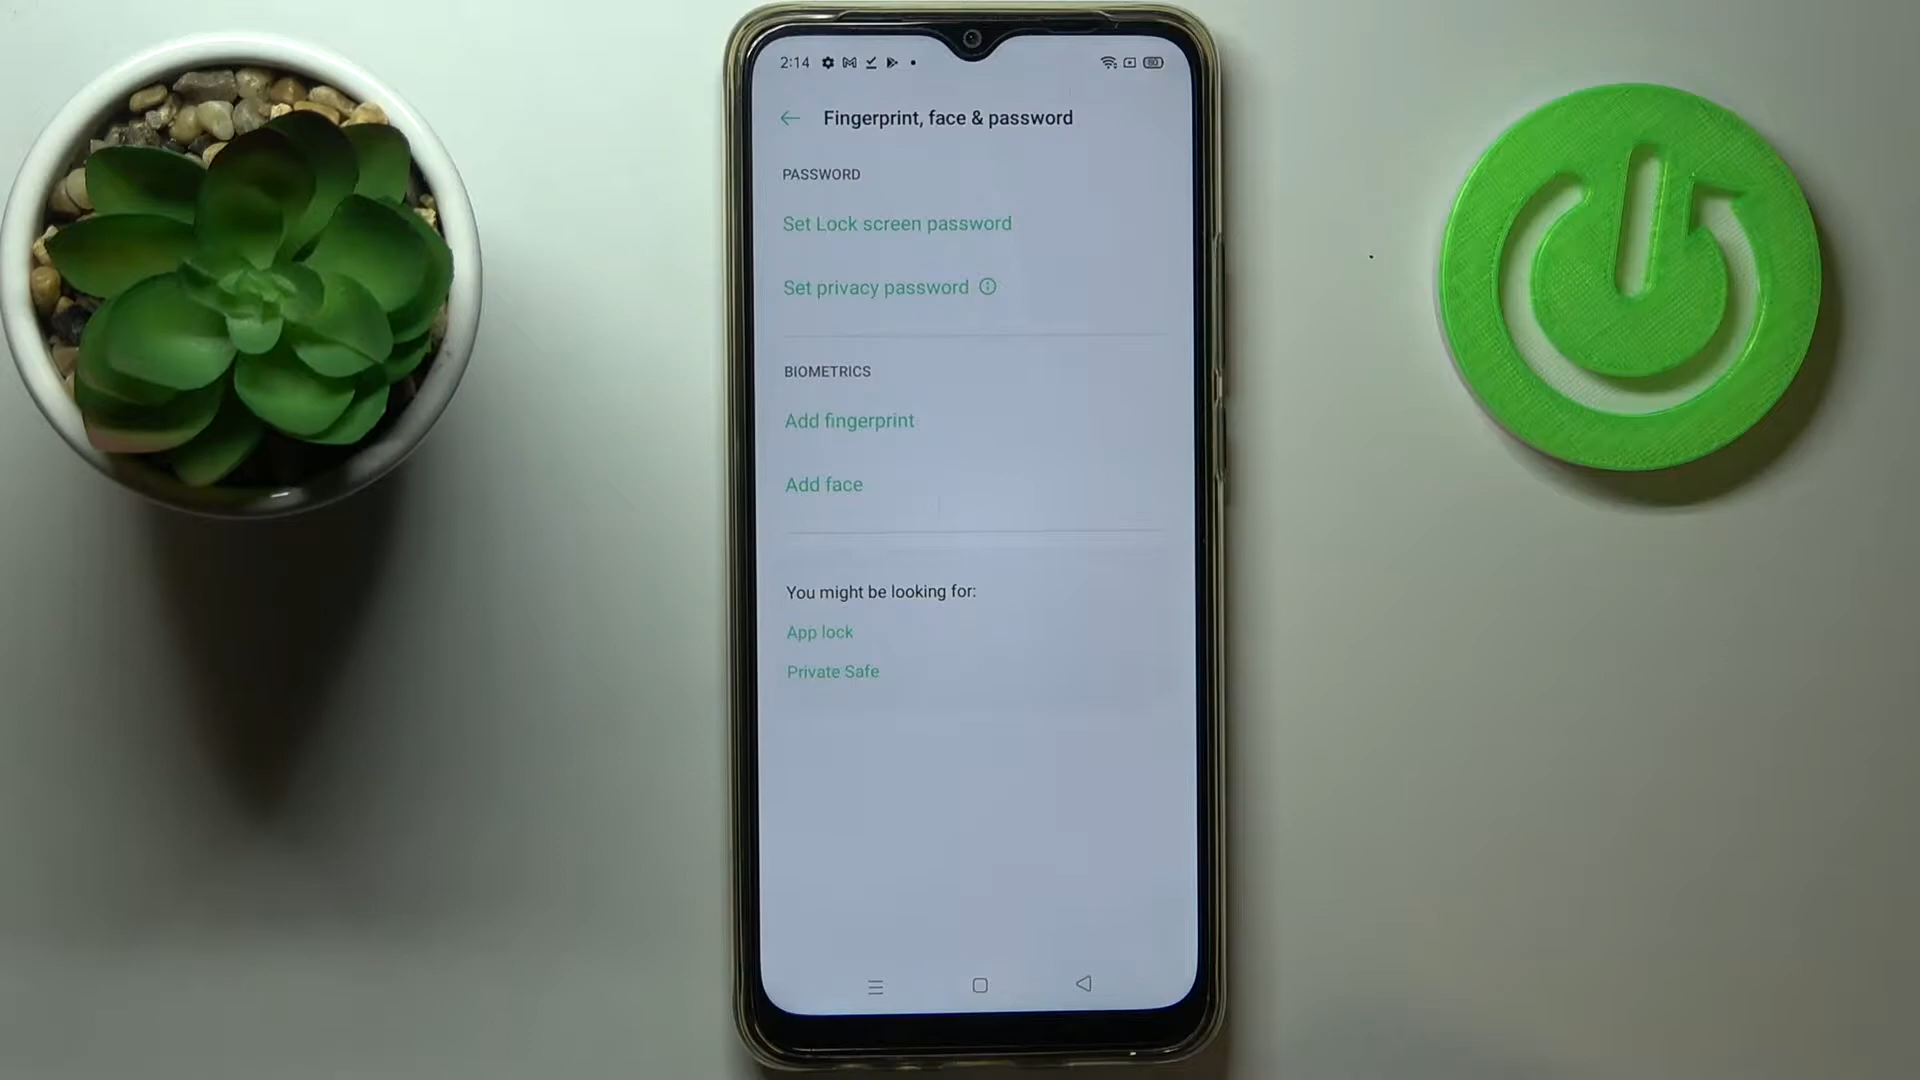 2:14
80
Fingerprint, face & password
PASSWORD
Set Lock screen password
Set privacy password
BIOMETRICS
Add fingerprint
Add face
You might be looking for:
App lock
Private Safe